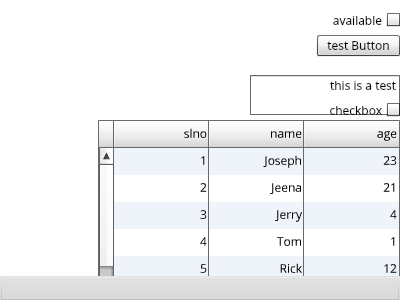 available
test Button
this is a test
checkbox
slno name age
1 Joseph 23
2 Jeena 21
3 Jerry 4
4 Tom 1
5 Rick 12